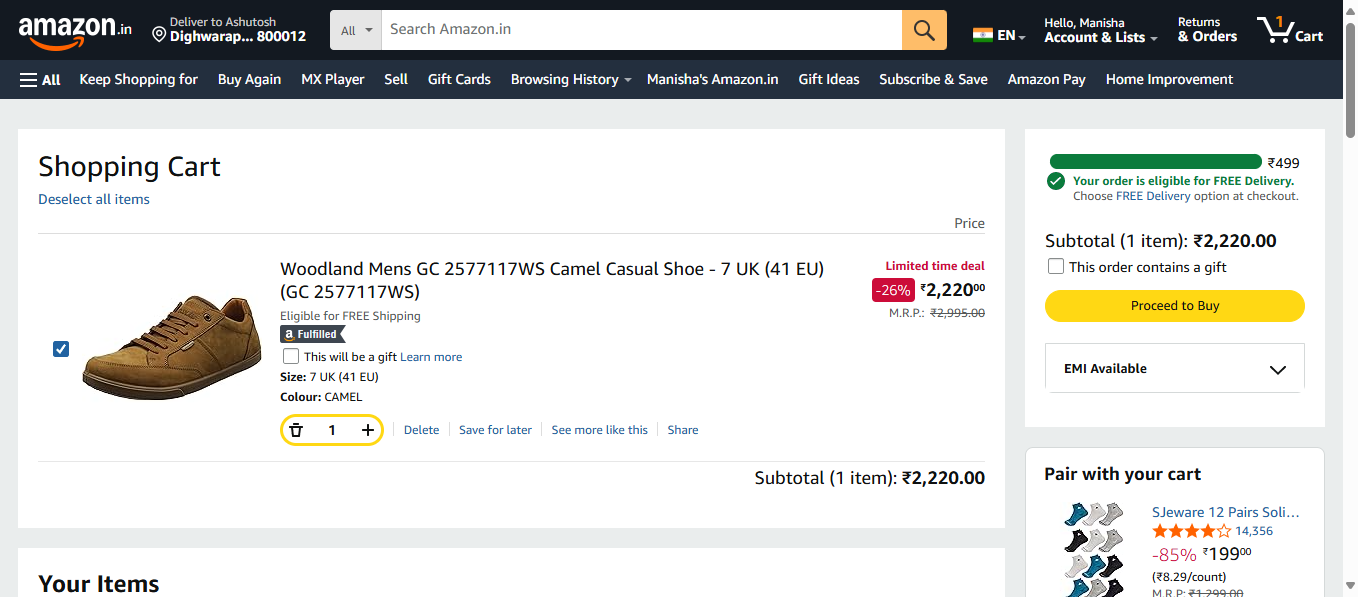 amazon.in
Deliver to Ashutosh
Dighwarap... 800012
All
Search Amazon.in
EN
Hello, Manisha
Account & Lists
Returns
& Orders
1
Cart
All
Keep Shopping for
Buy Again
MX Player
Sell
Gift Cards
Browsing History
Manisha's Amazon.in
Gift Ideas
Subscribe & Save
Amazon Pay
Home Improvement
Shopping Cart
Deselect all items
Price
Woodland Mens GC 2577117WS Camel Casual Shoe - 7 UK (41 EU)
(GC 2577117WS)
Eligible for FREE Shipping
a Fulfilled
This will be a gift Learn more
Size: 7 UK (41 EU)
Colour: CAMEL
1
Delete
Save for later
See more like this
Share
Limited time deal
-26% ₹2,22000
M.R.P.: ₹2,995.00
Subtotal (1 item): ₹2,220.00
Your Items
₹499
Your order is eligible for FREE Delivery.
Choose FREE Delivery option at checkout.
Subtotal (1 item): ₹2,220.00
This order contains a gift
Proceed to Buy
EMI Available
Pair with your cart
SJeware 12 Pairs Soli...
14,356
-85% ₹19900
(₹8.29/count)
M.R.P: ₹1,299.00